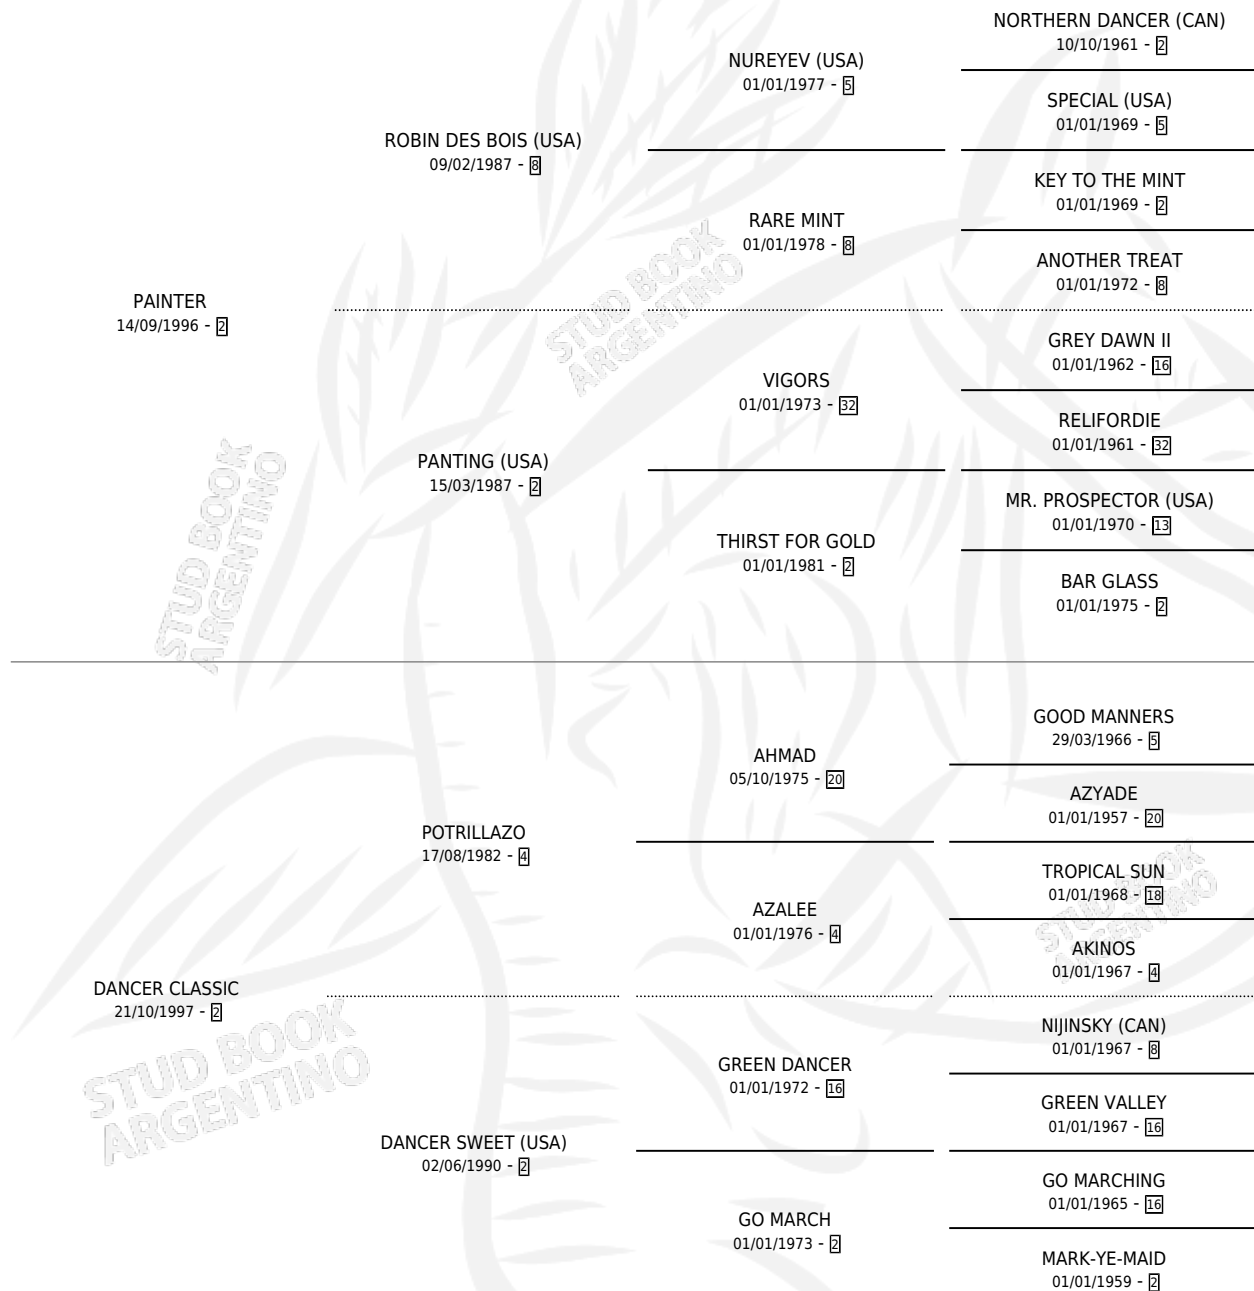 NORTHERN DANCER (CAN)
10/10/1961 - 2
NUREYEV (USA)
01/01/1977 - 5
SPECIAL (USA)
01/01/1969 - 5
ROBIN DES BOIS (USA)
09/02/1987 - 8
KEY TO THE MINT
01/01/1969 - 2
RARE MINT
01/01/1978 - 8
ANOTHER TREAT
01/01/1972 - 8
PAINTER
14/09/1996 - 2
GREY DAWN II
01/01/1962 - 16
VIGORS
01/01/1973 - 32
RELIFORDIE
01/01/1961 - 32
PANTING (USA)
15/03/1987 - 2
MR. PROSPECTOR (USA)
01/01/1970 - 13
THIRST FOR GOLD
01/01/1981 - 2
BAR GLASS
01/01/1975 - 2
GOOD MANNERS
29/03/1966 - 5
AHMAD
05/10/1975 - 20
AZYADE
01/01/1957 - 20
POTRILLAZO
17/08/1982 - 4
TROPICAL SUN
01/01/1968 - 18
AZALEE
01/01/1976 - 4
AKINOS
01/01/1967 - 4
DANCER CLASSIC
21/10/1997 - 2
NIJINSKY (CAN)
01/01/1967 - 8
GREEN DANCER
01/01/1972 - 16
GREEN VALLEY
01/01/1967 - 16
DANCER SWEET (USA)
02/06/1990 - 2
GO MARCHING
01/01/1965 - 16
GO MARCH
01/01/1973 - 2
MARK-YE-MAID
01/01/1959 - 2
STUD BOOK
ARGENTINO
STUD BOOK
ARGENTINO
STUD BOOK
ARGENTINO
STUD BOOK
ARGENTINO